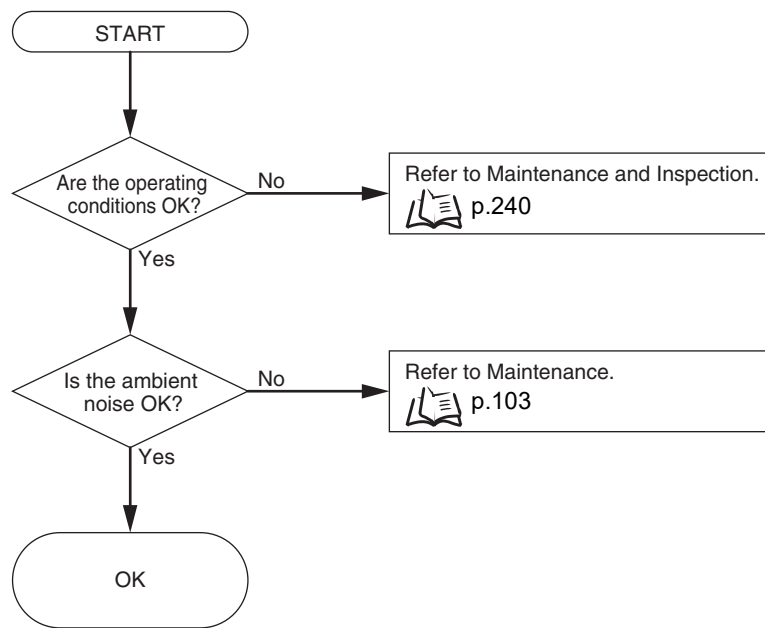 START
Are the operating
conditions OK?
No
Refer to Maintenance and Inspection.
p.240
Yes
Is the ambient
noise OK?
No
Refer to Maintenance.
p.103
Yes
OK